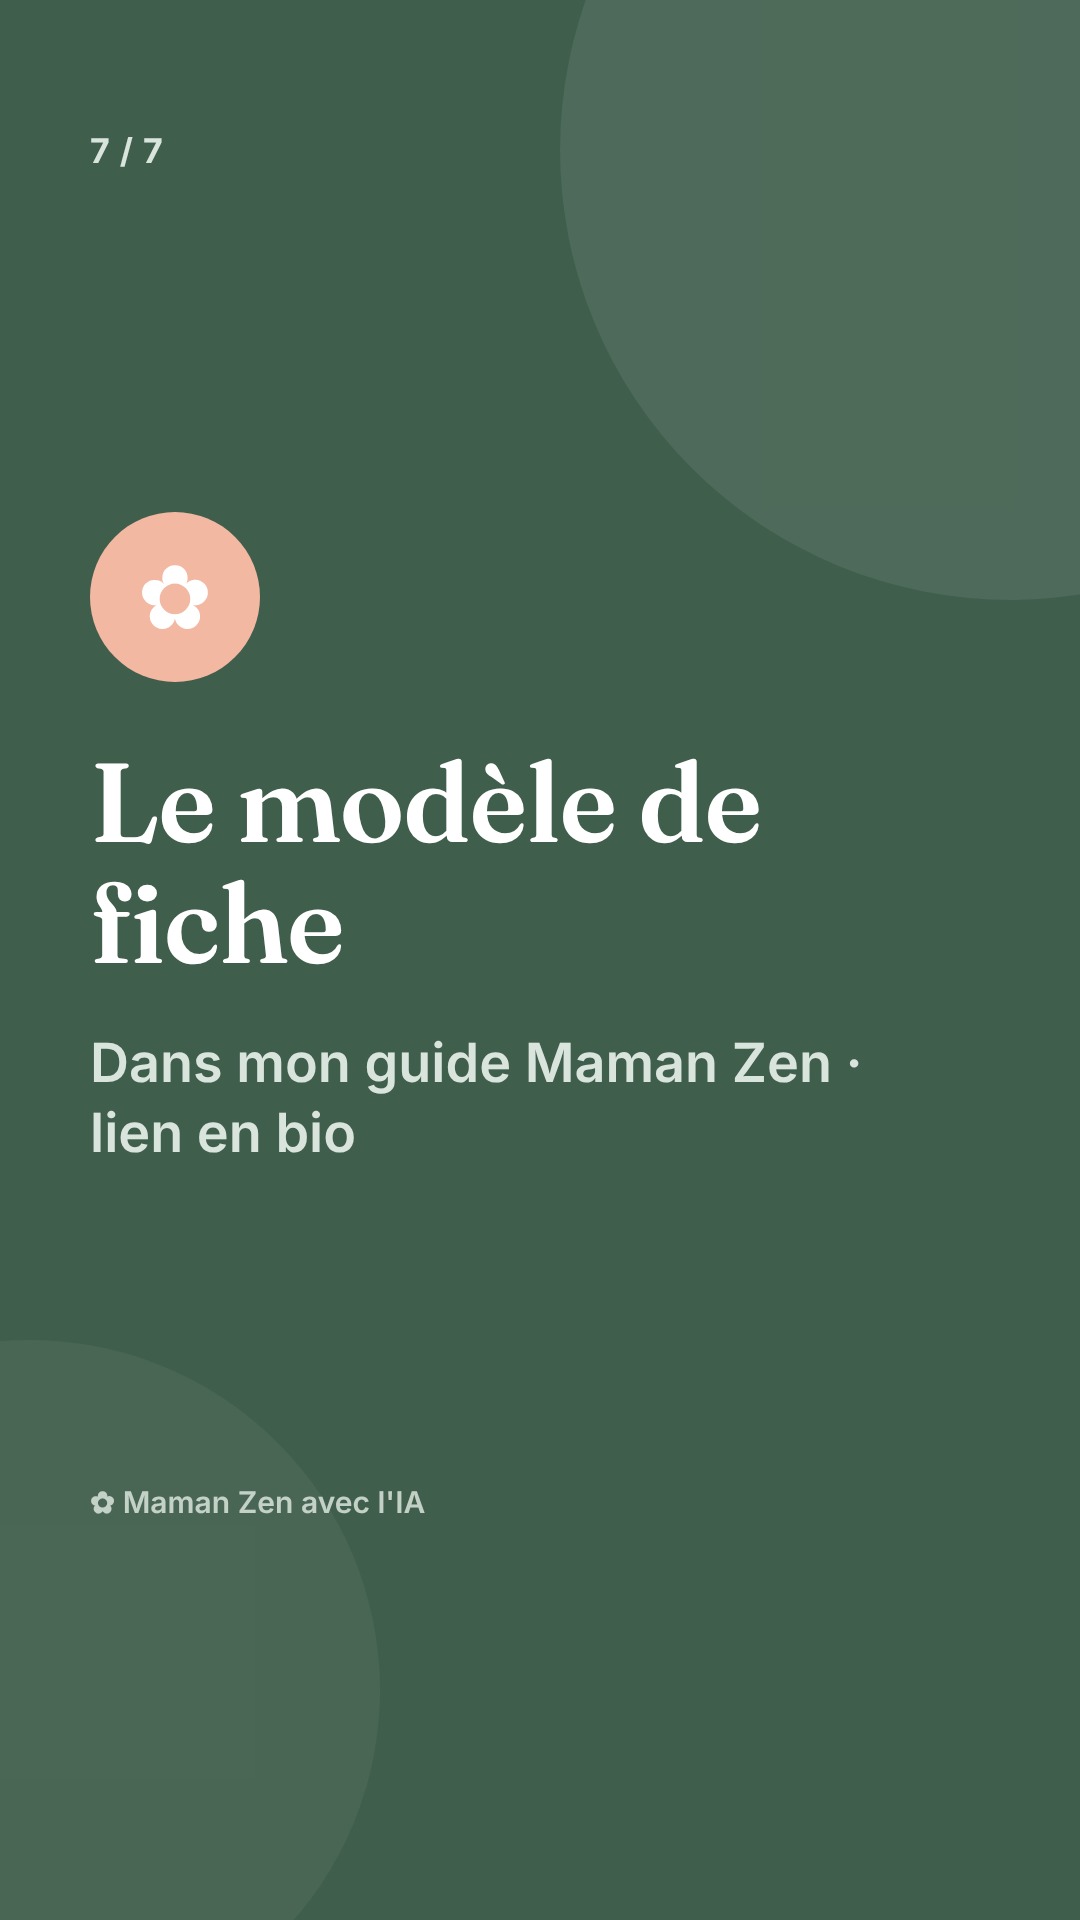 7 / 7
✿
Le modèle de
fiche
Dans mon guide Maman Zen ·
lien en bio
✿ Maman Zen avec l'IA